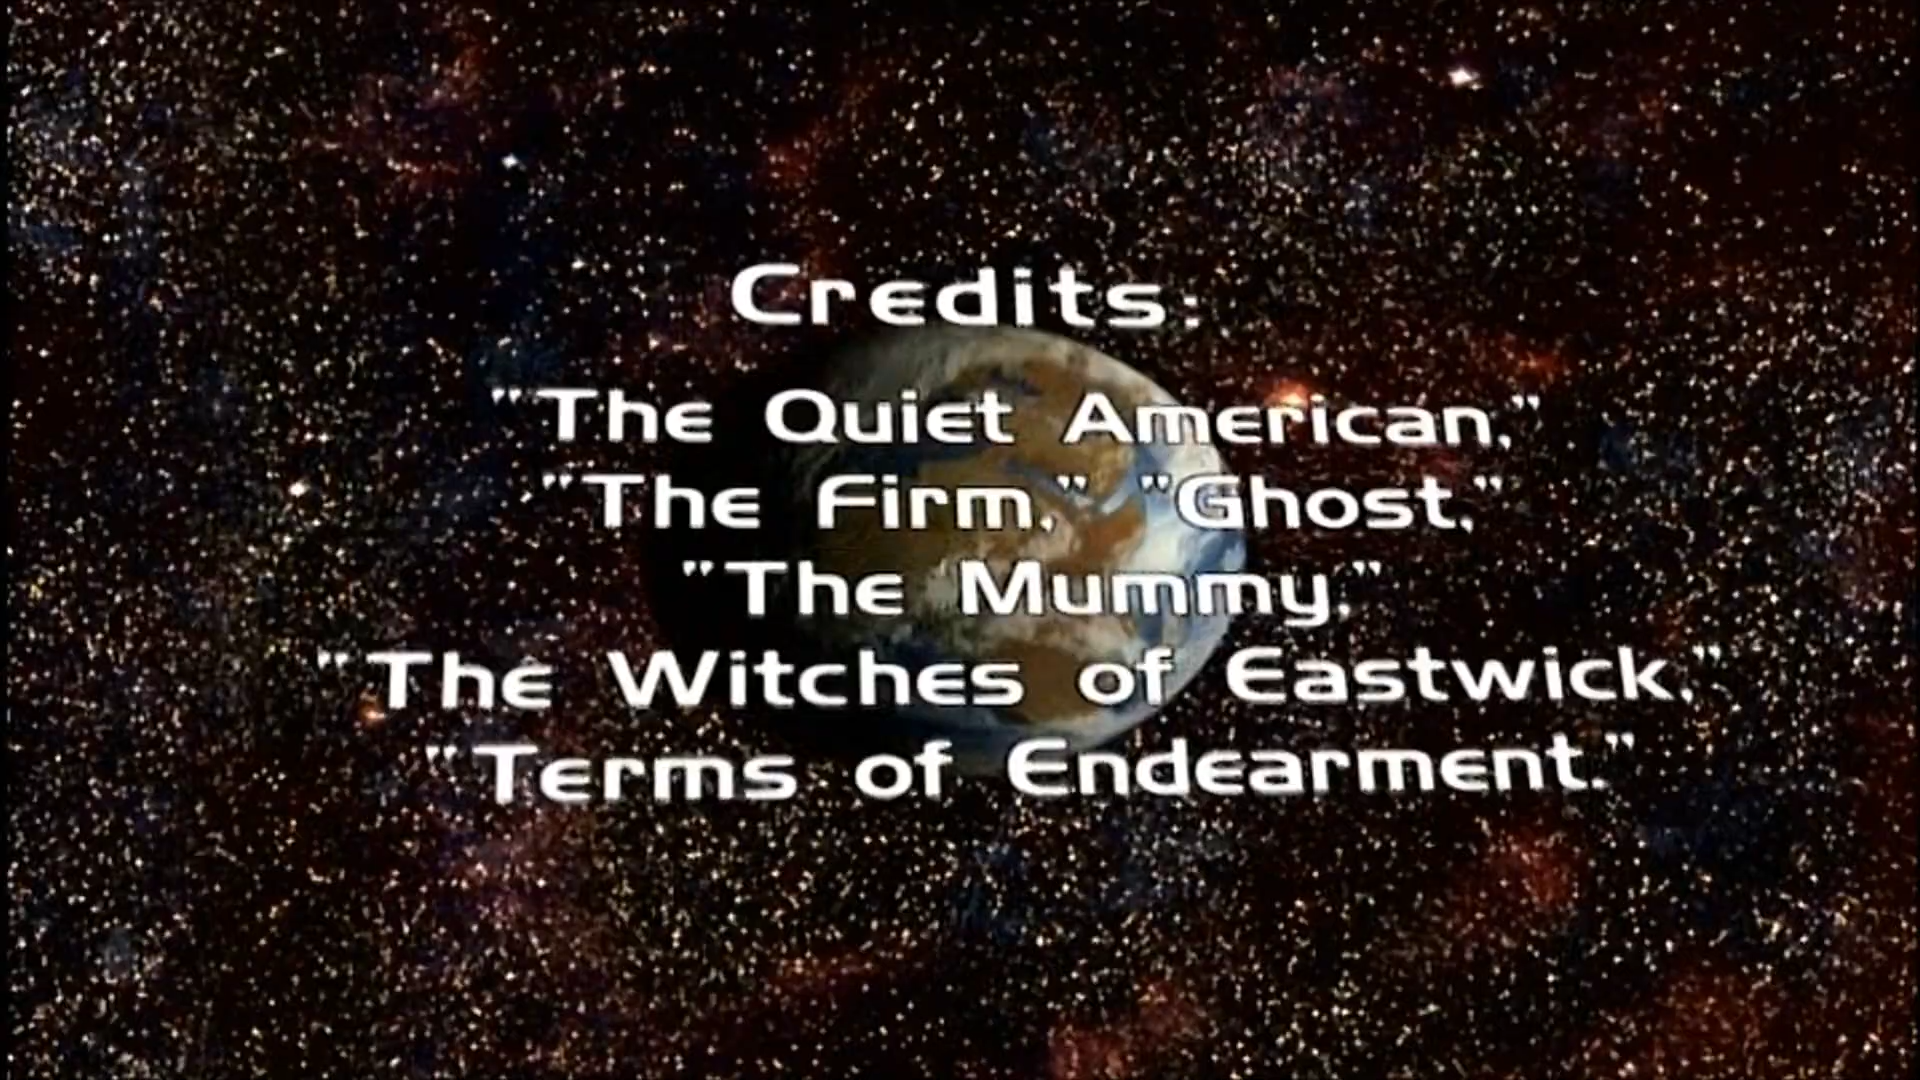 Credits:
"The Quiet American,"
"The Firm," "Ghost,"
"The Mummy,"
"The Witches of Eastwick,"
"Terms of Endearment."